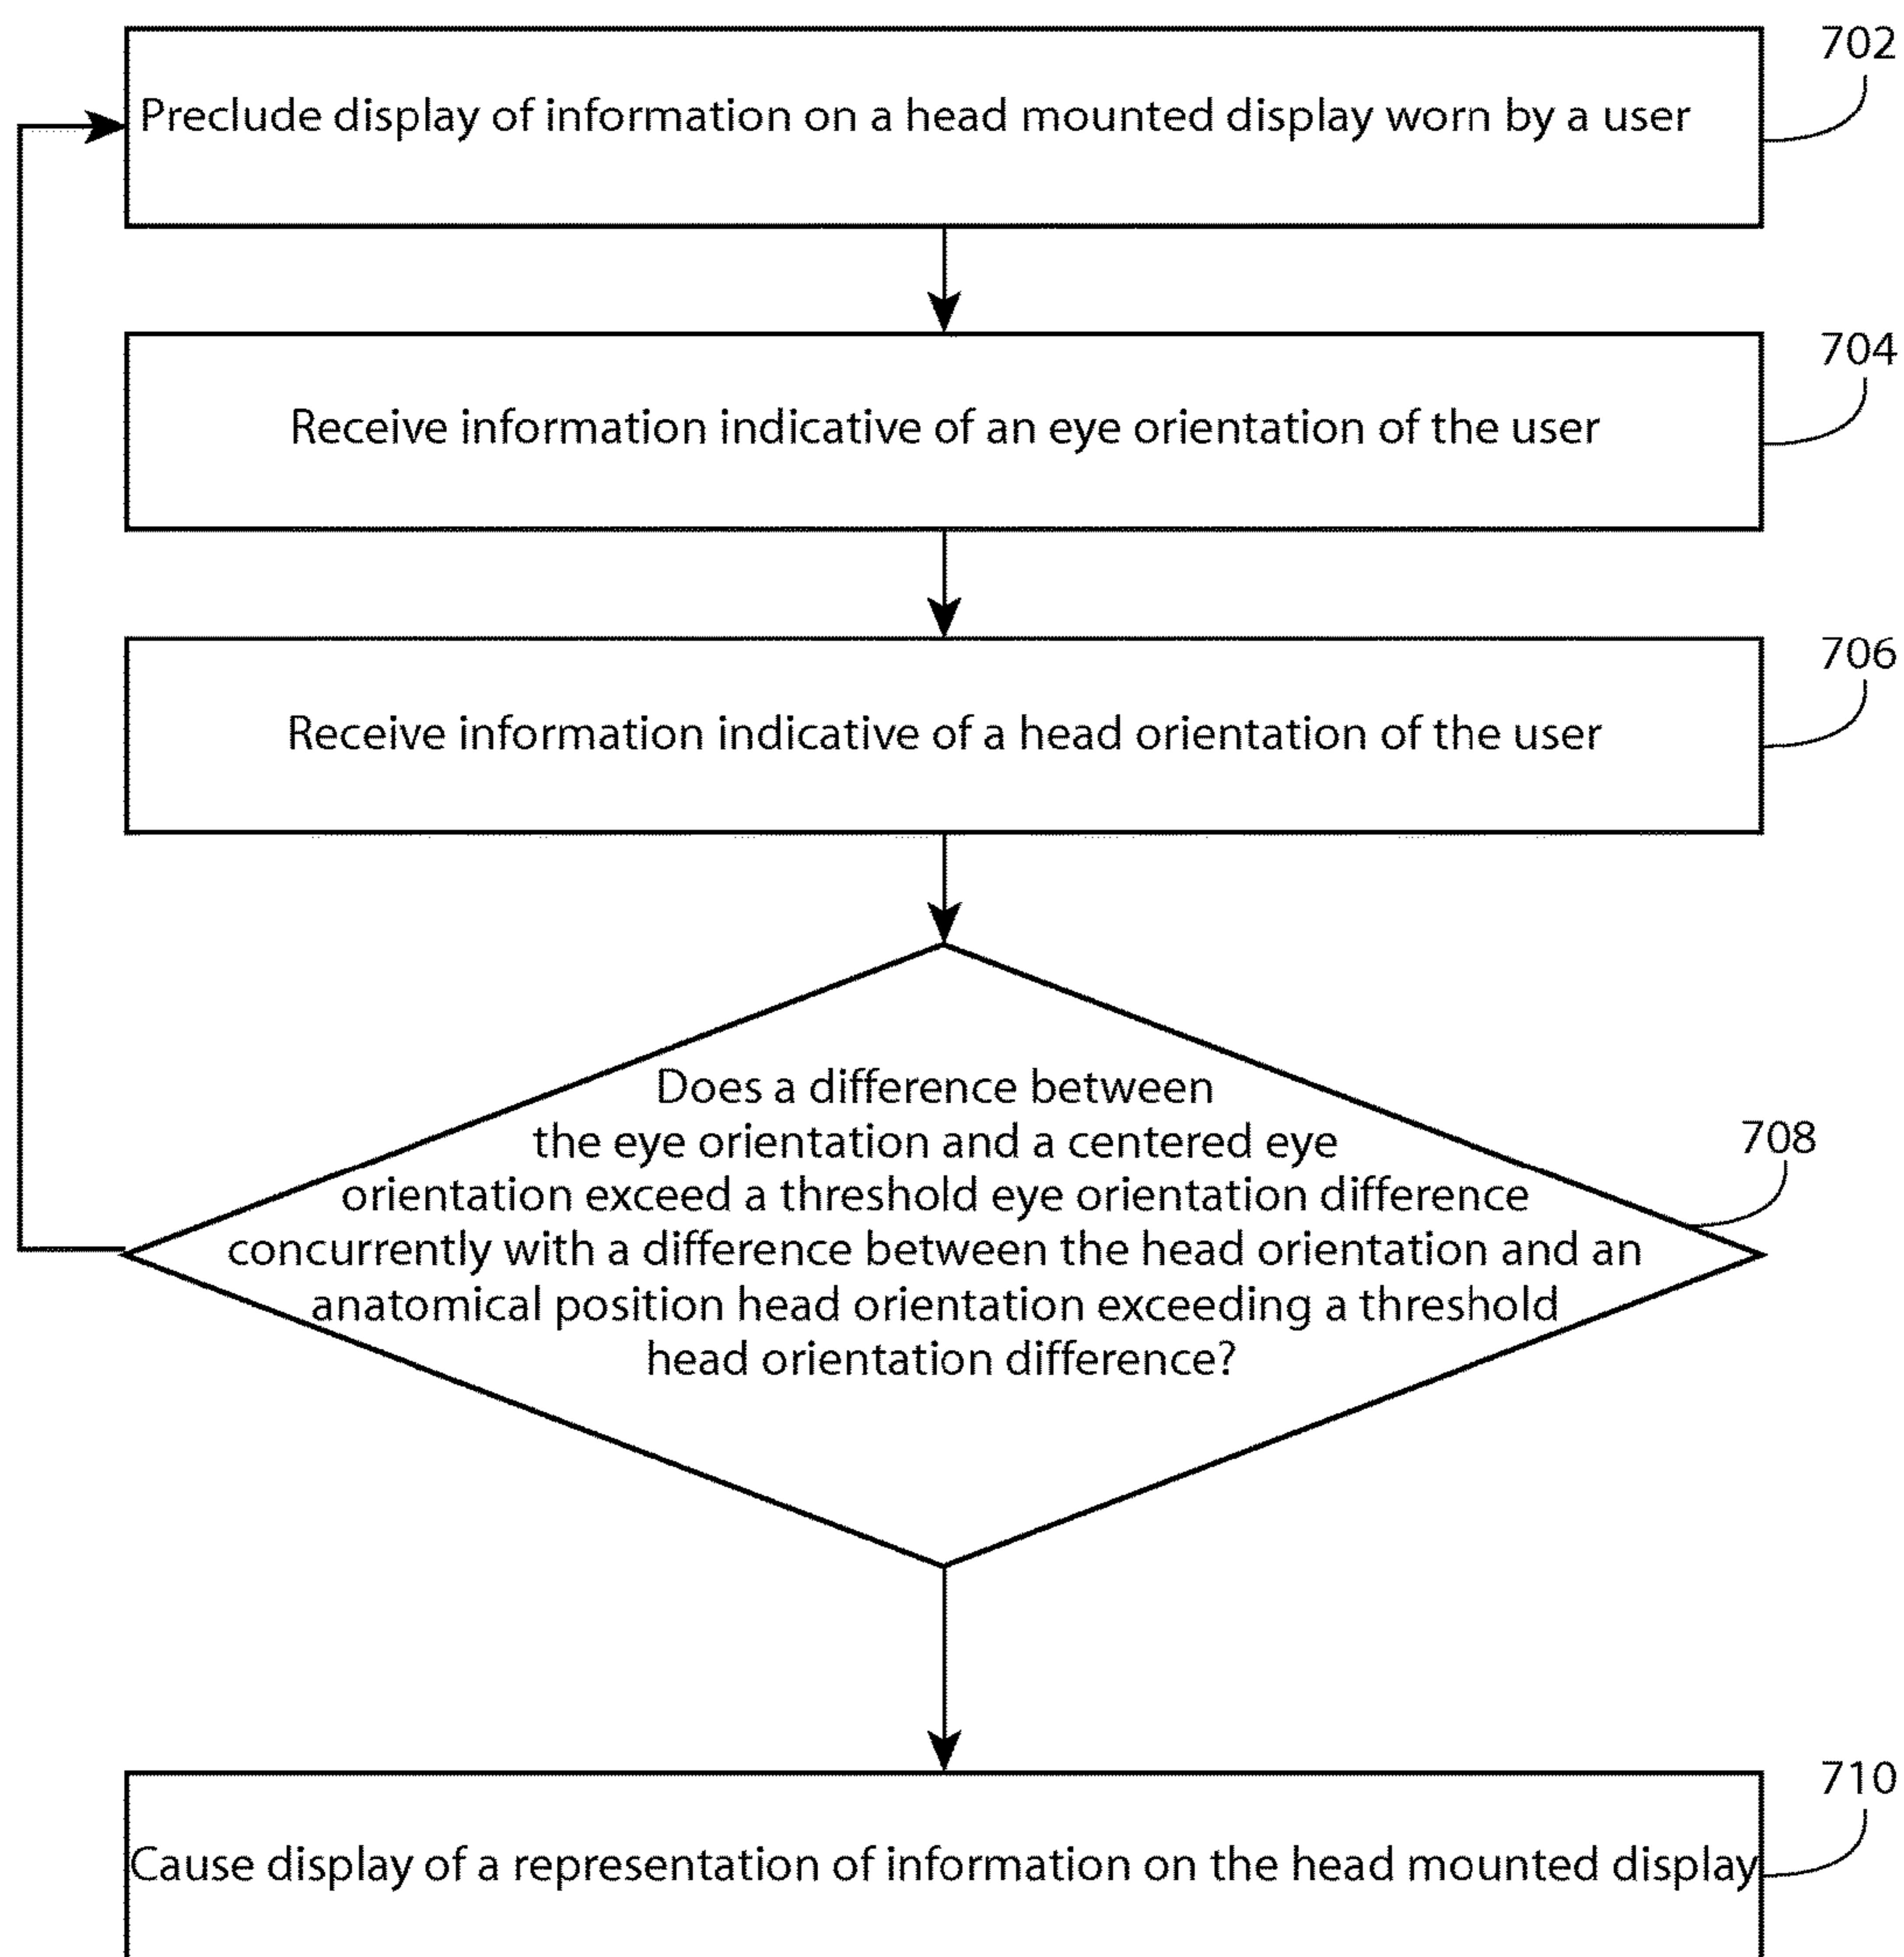 702
Preclude display of information on a head mounted display worn by a user
704
Receive information indicative of an eye orientation of the user
706
Receive information indicative of a head orientation of the user
708
Does a difference between
the eye orientation and a centered eye
orientation exceed a threshold eye orientation difference
concurrently with a difference between the head orientation and an
anatomical position head orientation exceeding a threshold
head orientation difference?
710
Cause display of a representation of information on the head mounted display